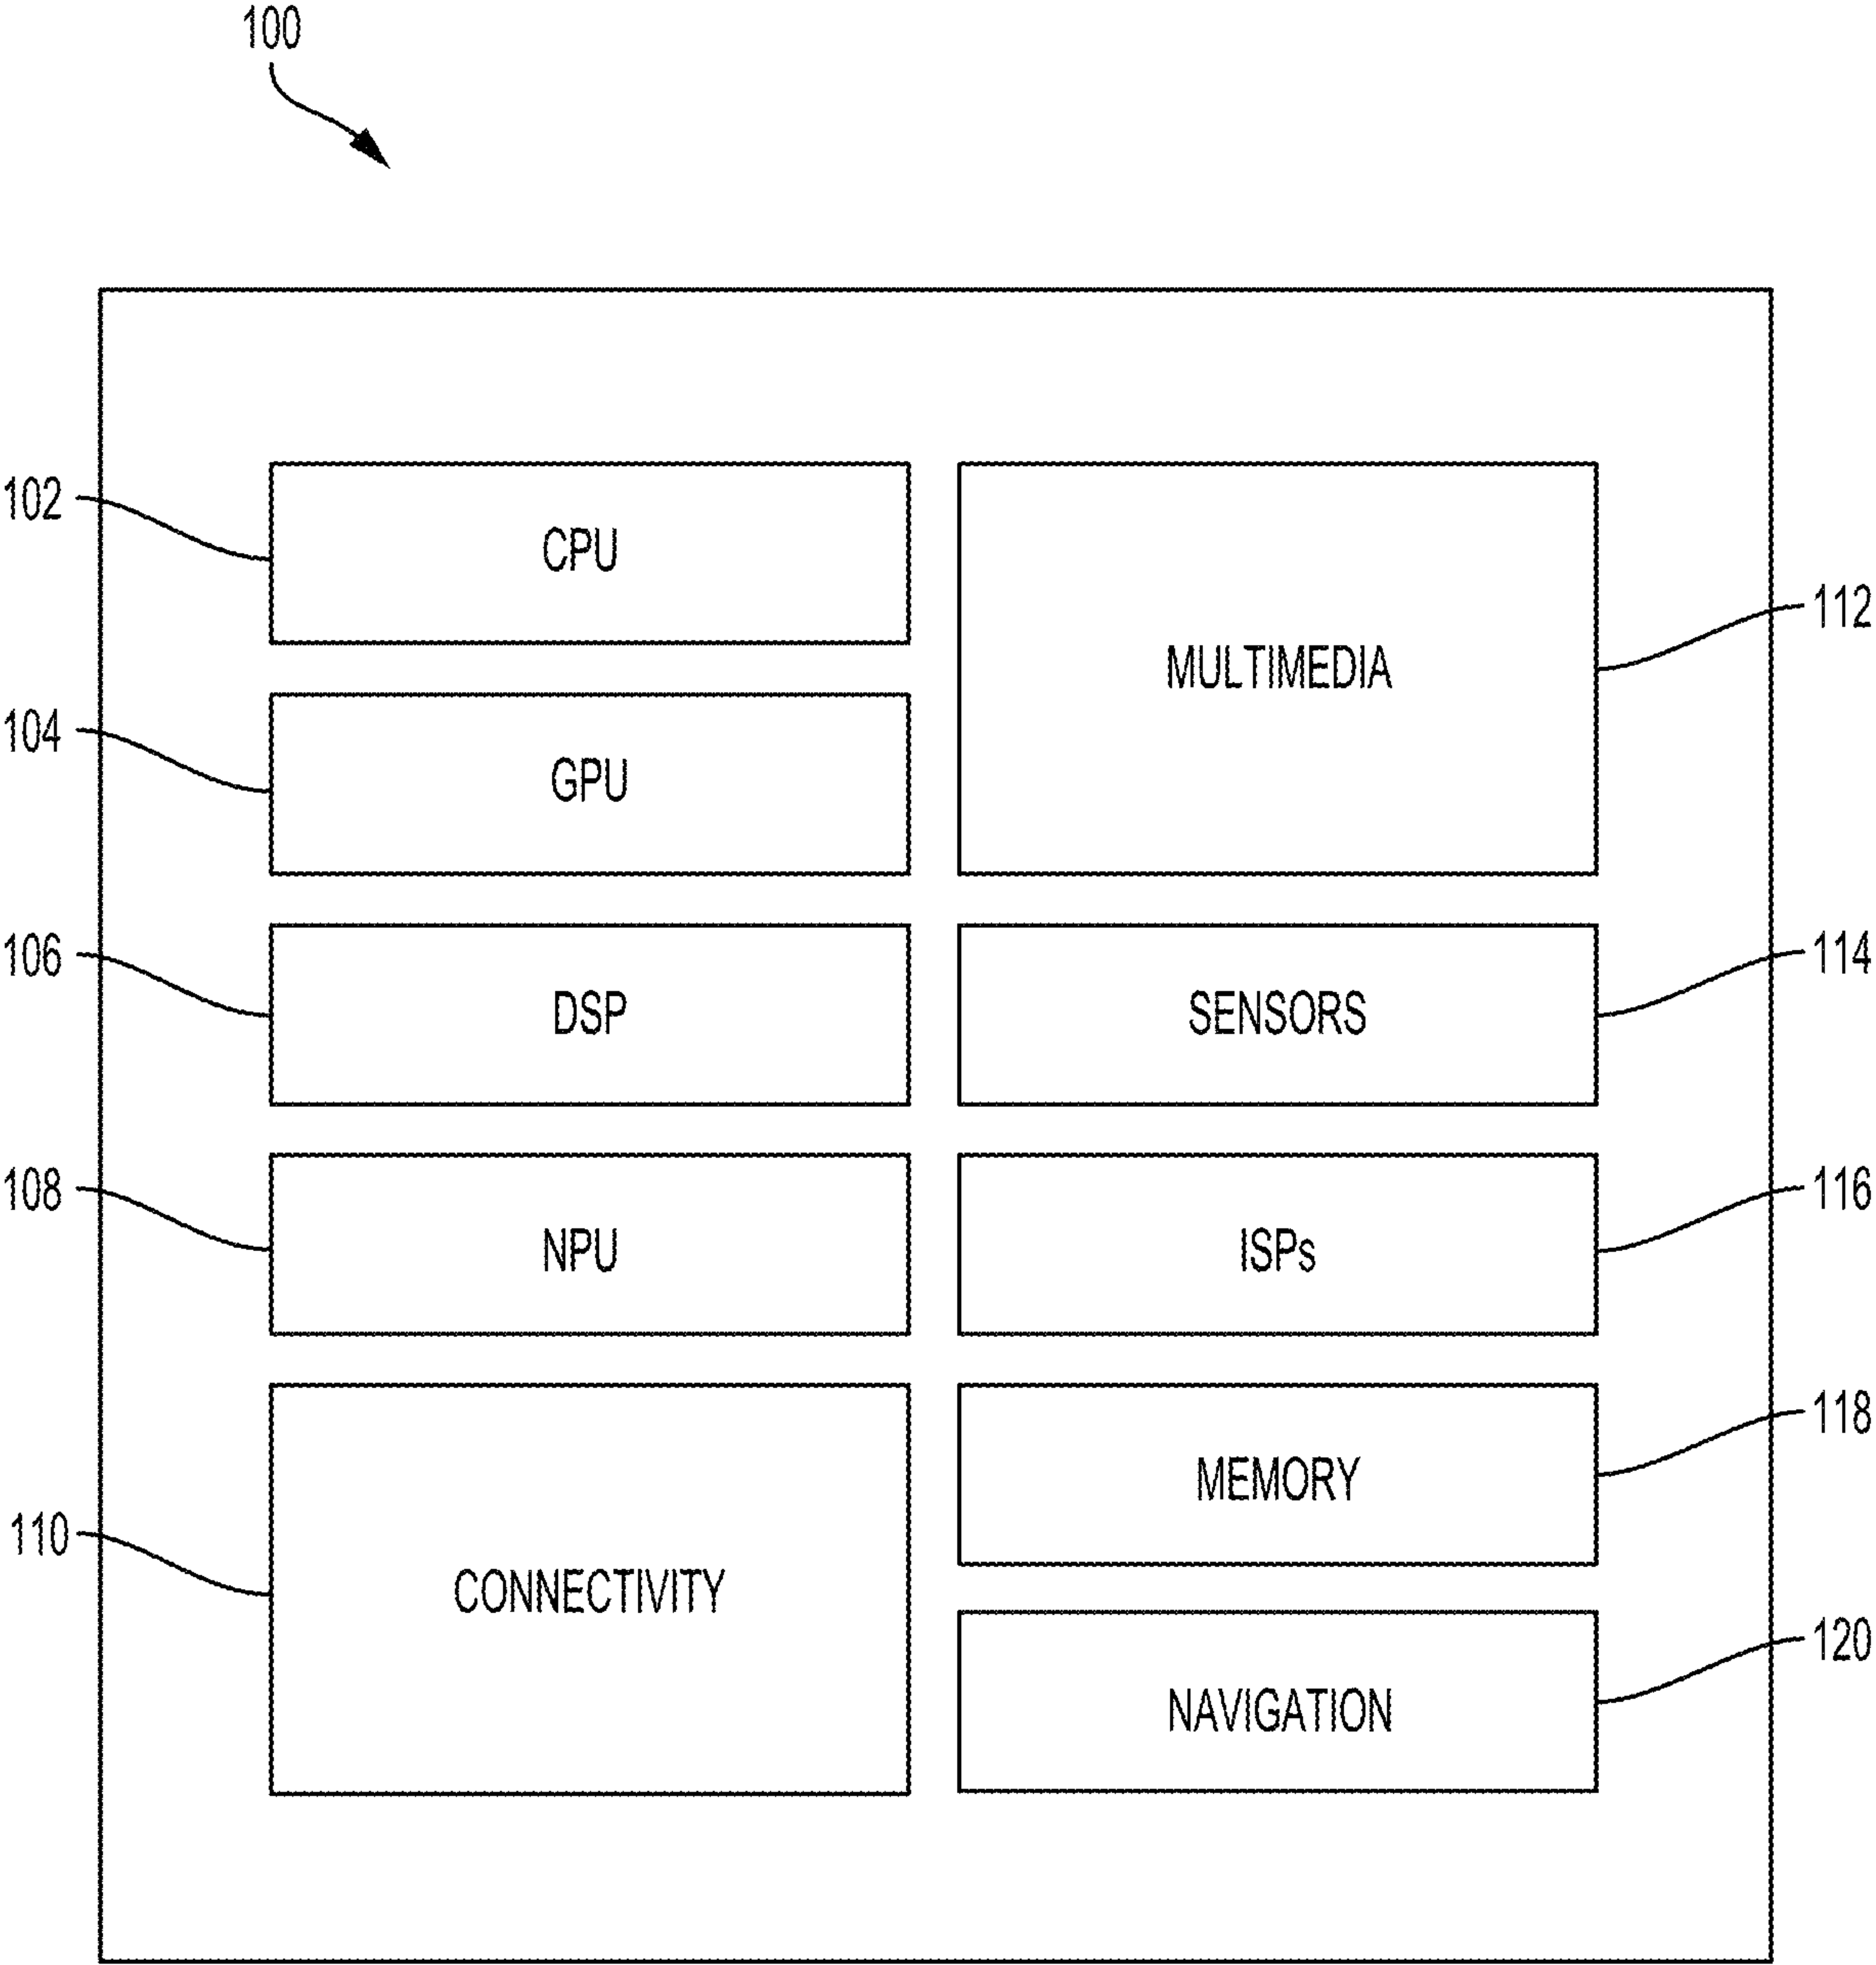 100
102
CPU
MULTIMEDIA
112
104
GPU
106
DSP
SENSORS
114
108
NPU
ISPs
116
110
CONNECTIVITY
MEMORY
118
NAVIGATION
120